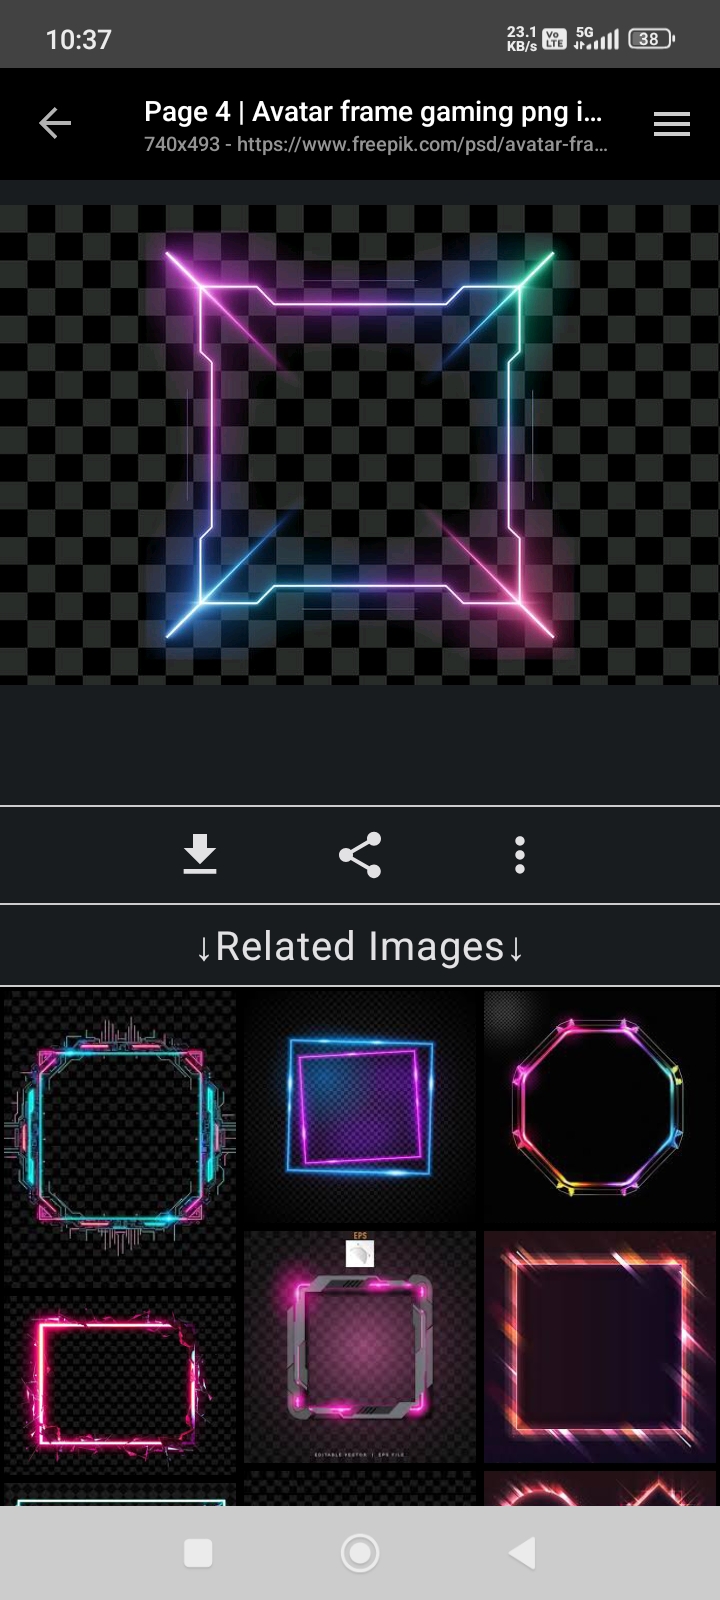 10:37
23.1 KB/s Vo LTE 5G 38
Page 4 | Avatar frame gaming png i...
740x493 - https://www.freepik.com/psd/avatar-fra...
↓Related Images↓
EPS
EDITABLE VECTOR | EPS FILE